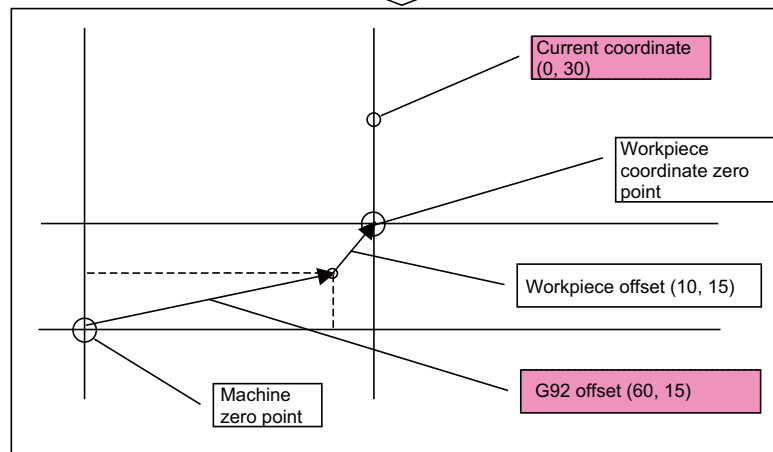 Current coordinate
(0, 30)
Workpiece
coordinate zero
point
Workpiece offset (10, 15)
G92 offset (60, 15)
Machine
zero point